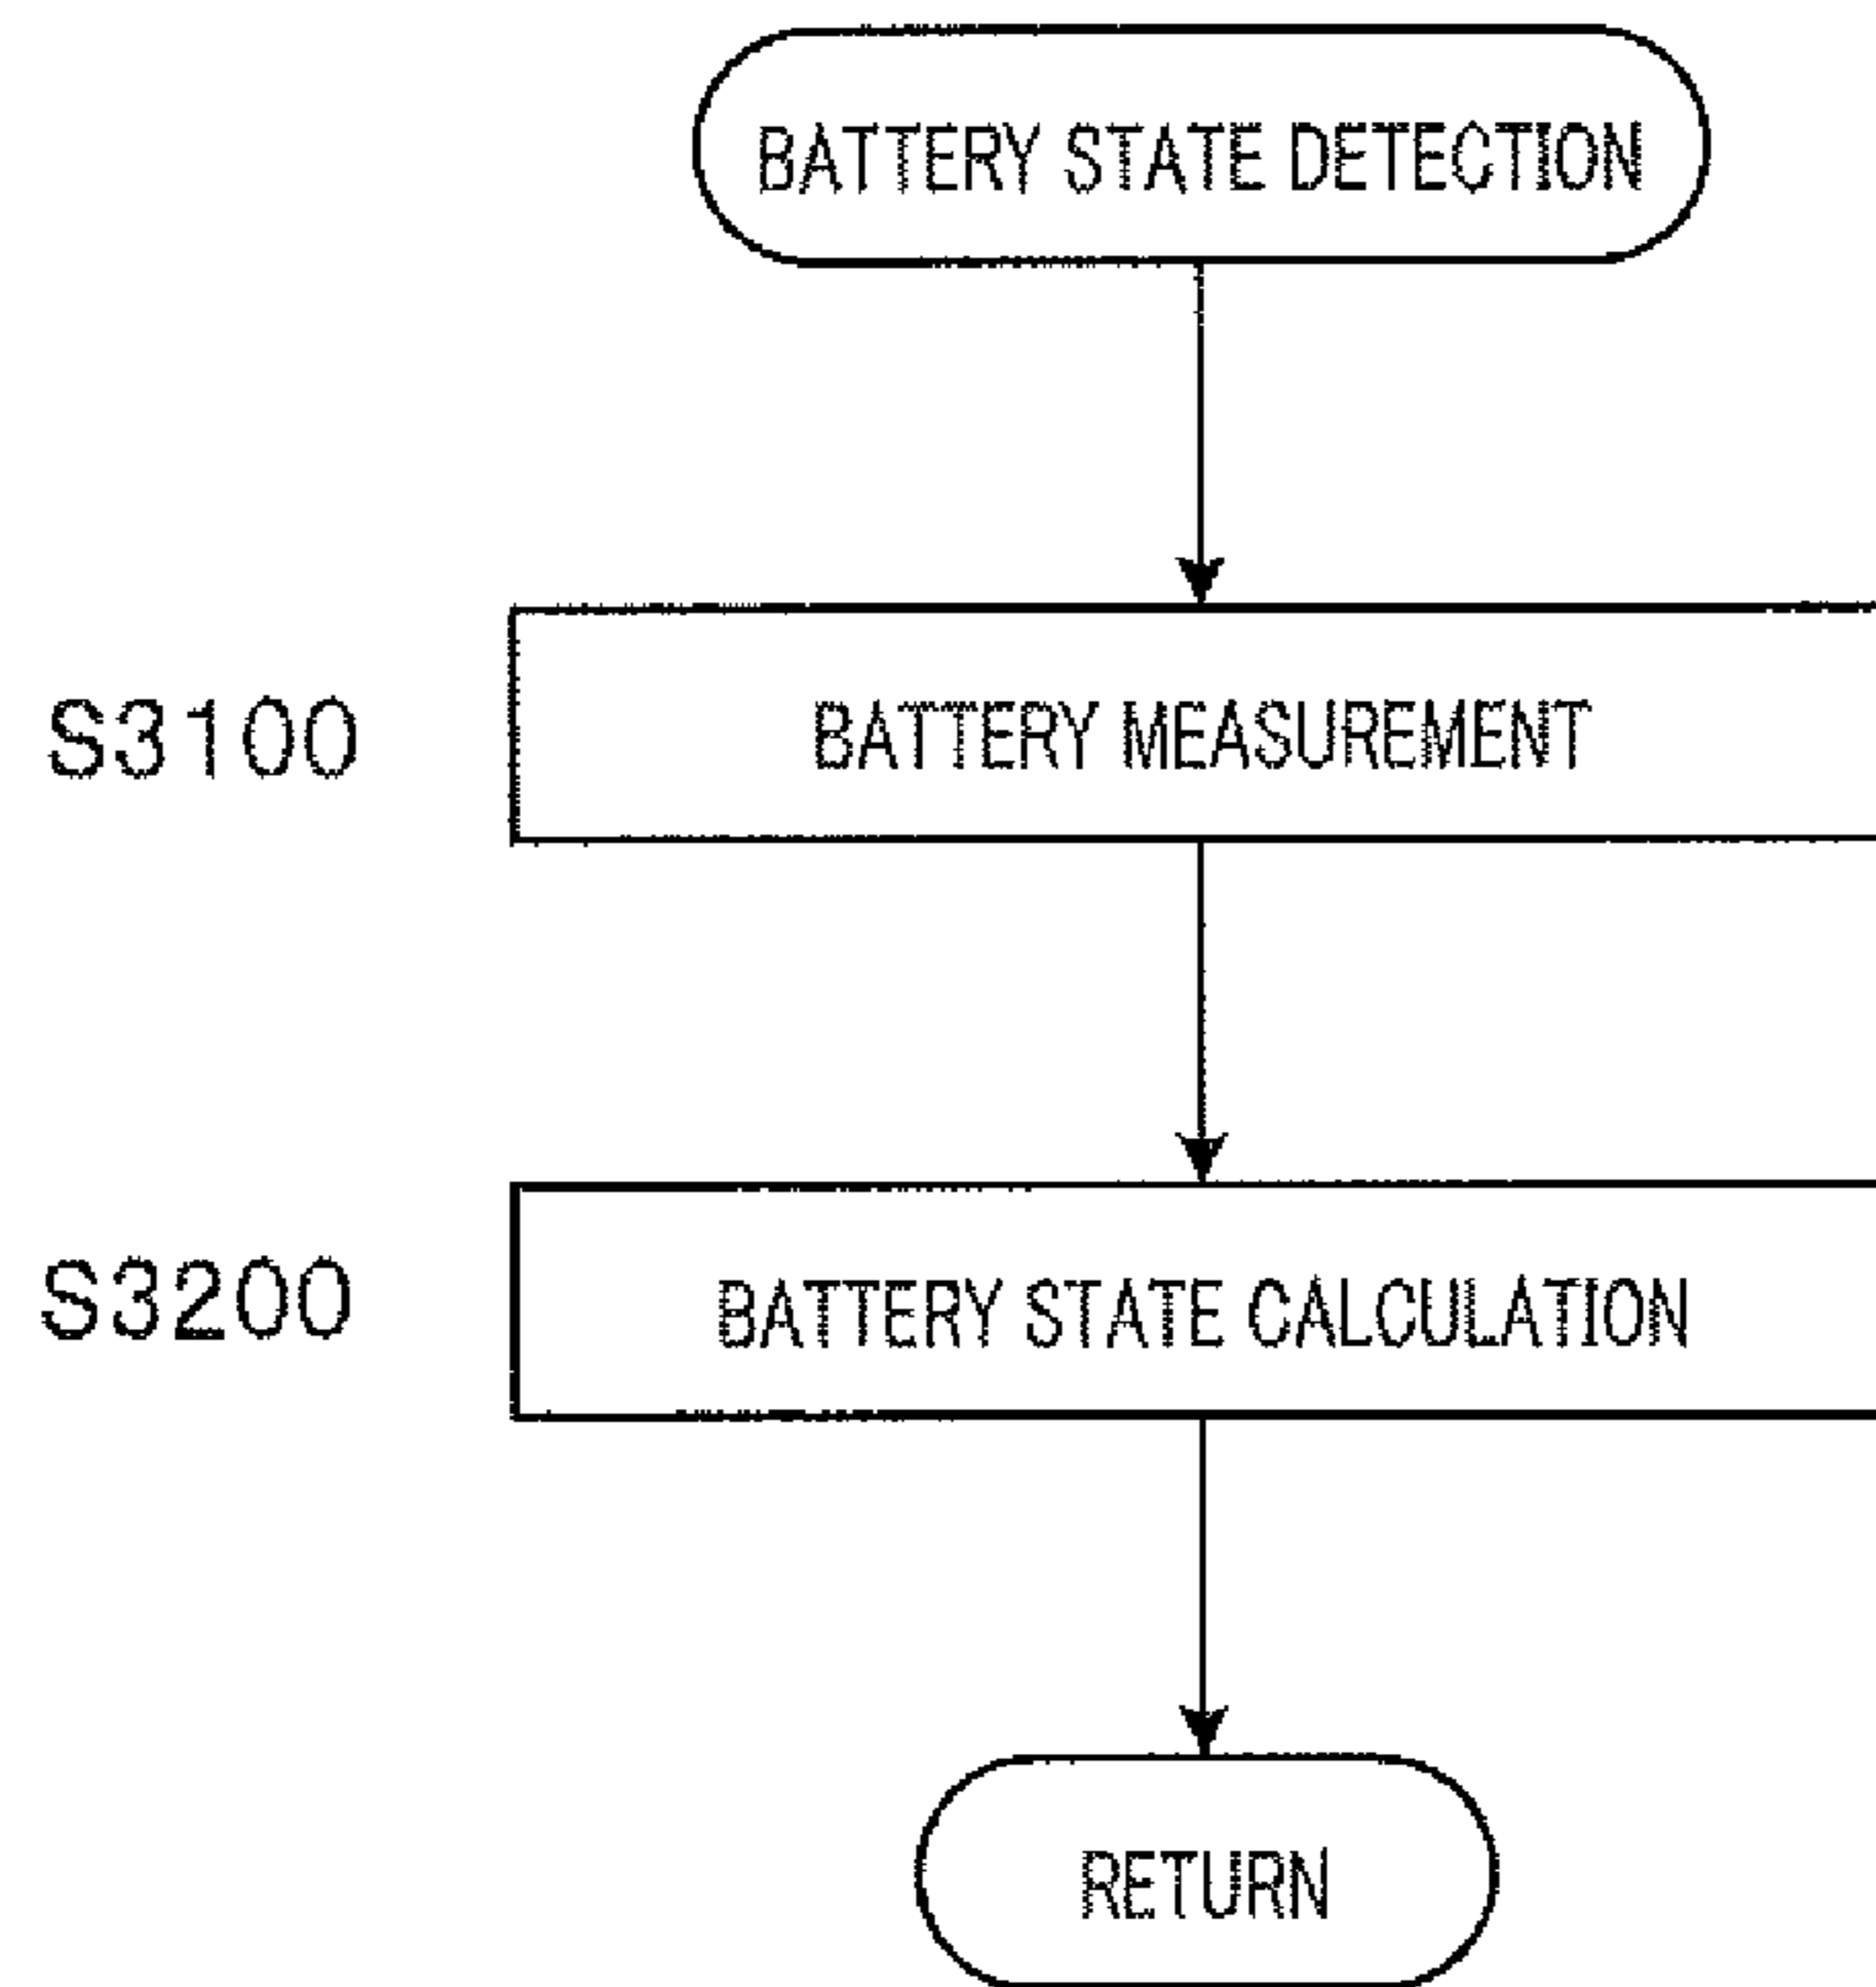 BATTERY STATE DETECTION
S3100
BATTERY MEASUREMENT
S3200
BATTERY STATE CALCULATION
RETURN